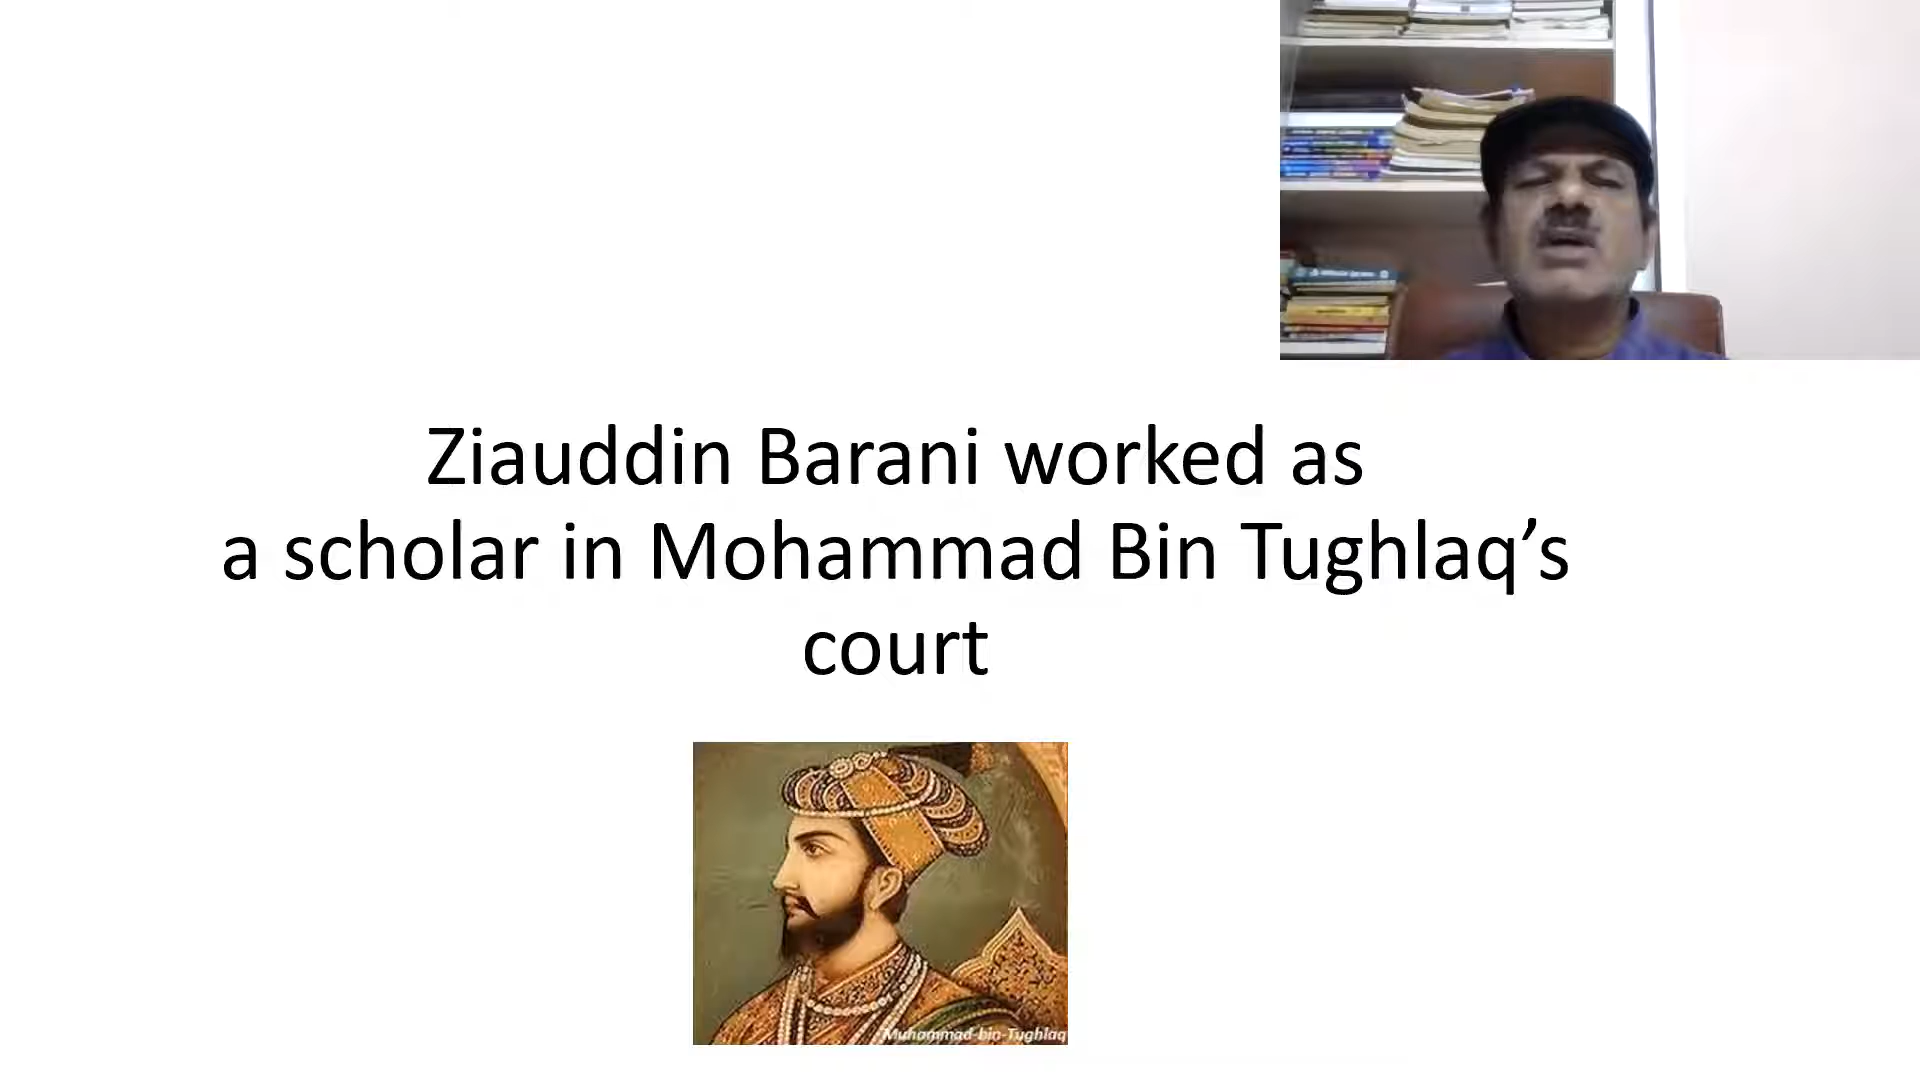 Ziauddin Barani worked as
a scholar in Mohammad Bin Tughlaq’s
court
Muhammad-bin-Tughlaq